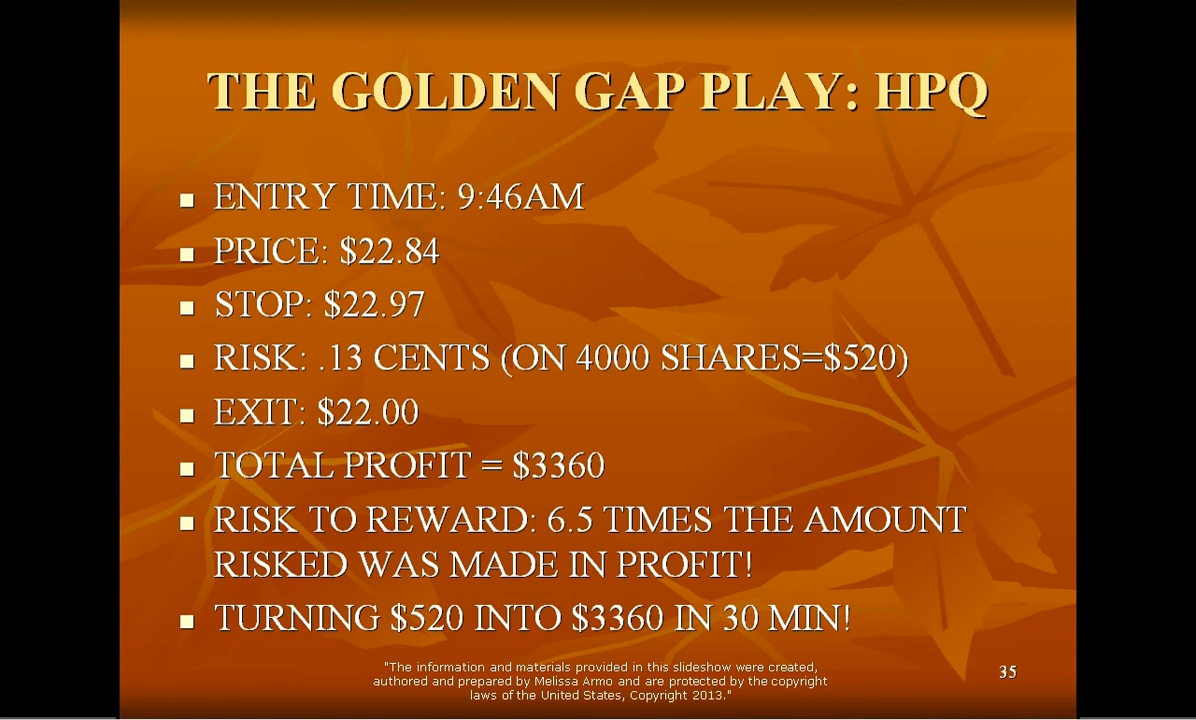 THE GOLDEN GAP PLAY: HPQ
ENTRY TIME: 9:46AM
PRICE: $22.84
STOP: $22.97
RISK: .13 CENTS (ON 4000 SHARES=$520)
EXIT: $22.00
TOTAL PROFIT = $3360
RISK TO REWARD: 6.5 TIMES THE AMOUNT
RISKED WAS MADE IN PROFIT!
TURNING $520 INTO $3360 IN 30 MIN!
"The information and materials provided in this slideshow were created,
authored and prepared by Melissa Armo and are protected by the copyright
laws of the United States, Copyright 2013."
35